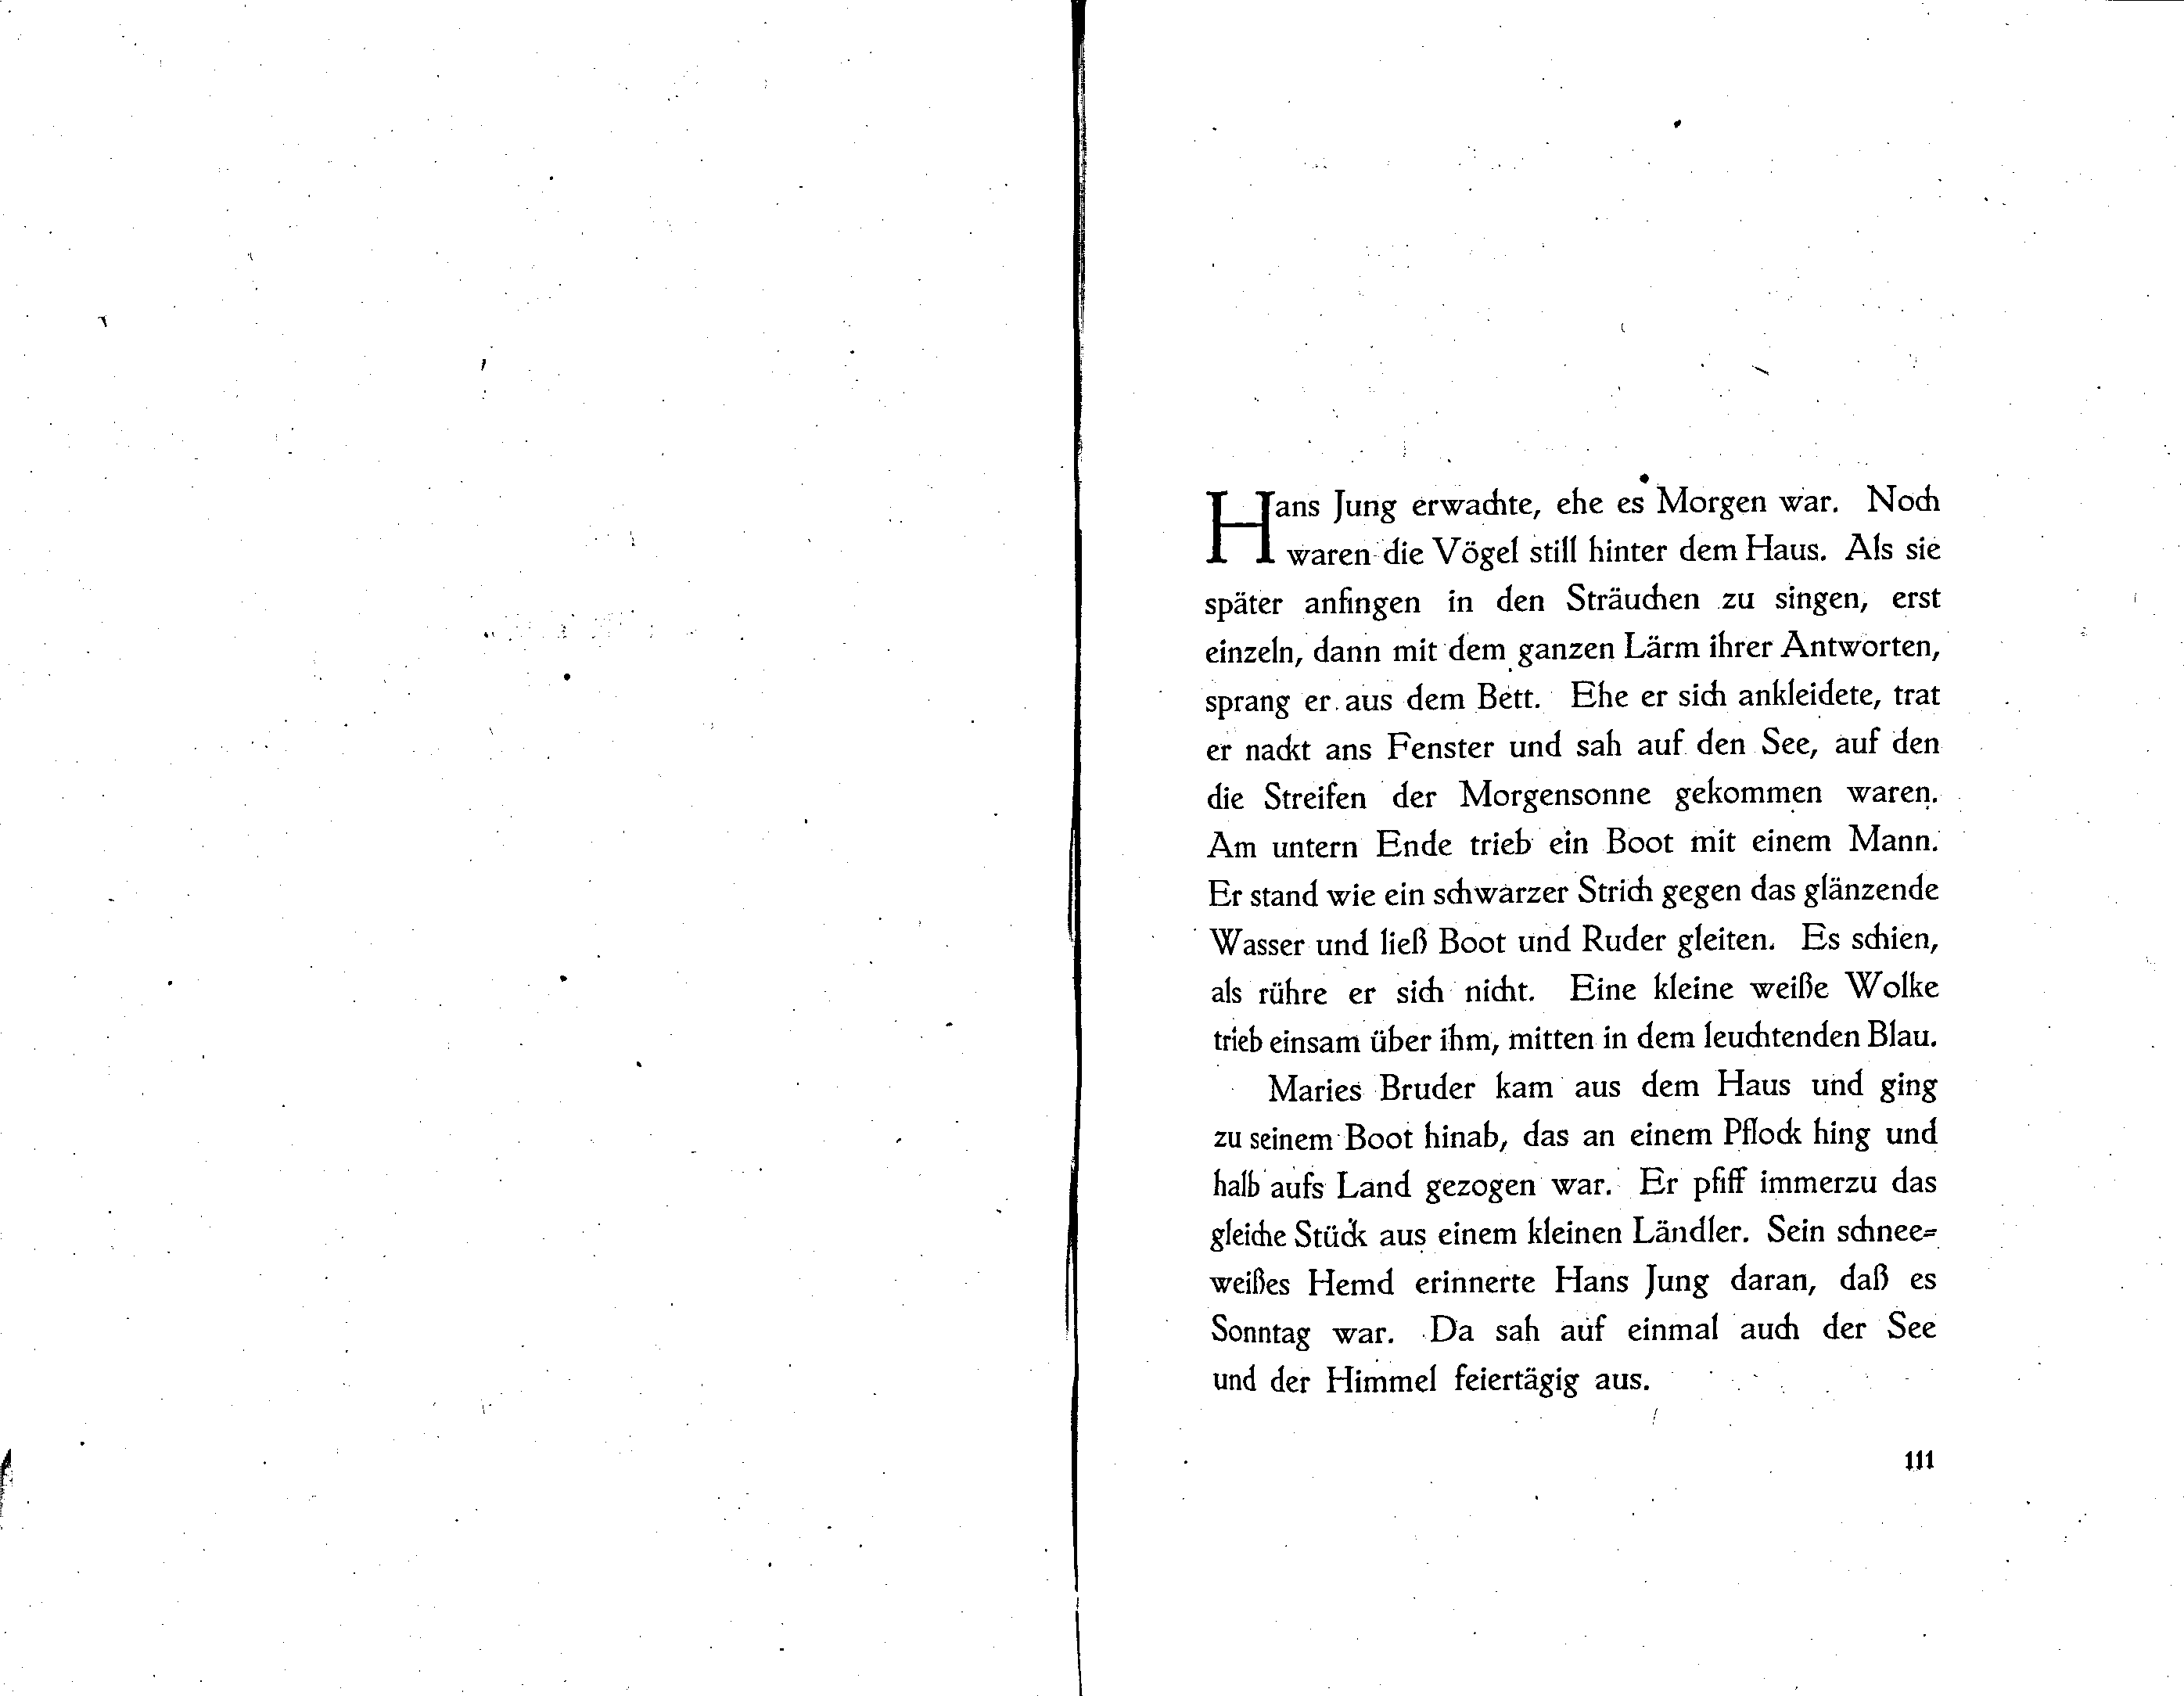 Hans Jung erwachte, ehe es Morgen war. Noch
waren die Vögel still hinter dem Haus. Als sie
später anfingen in den Sträuchen zu singen, erst
einzeln, dann mit dem ganzen Lärm ihrer Antworten,
sprang er aus dem Bett. Ehe er sich ankleidete, trat
er nackt ans Fenster und sah auf den See, auf den
die Streifen der Morgensonne gekommen waren.
Am untern Ende trieb ein Boot mit einem Mann.
Er stand wie ein schwarzer Strich gegen das glänzende
Wasser und ließ Boot und Ruder gleiten. Es schien,
als rühre er sich nicht. Eine kleine weiße Wolke
trieb einsam über ihm, mitten in dem leuchtenden Blau.
Maries Bruder kam aus dem Haus und ging
zu seinem Boot hinab, das an einem Pflock hing und
halb aufs Land gezogen war. Er pfiff immerzu das
gleiche Stück aus einem kleinen Ländler. Sein schnee-
weißes Hemd erinnerte Hans Jung daran, daß es
Sonntag war. Da sah auf einmal auch der See
und der Himmel feiertägig aus.
111